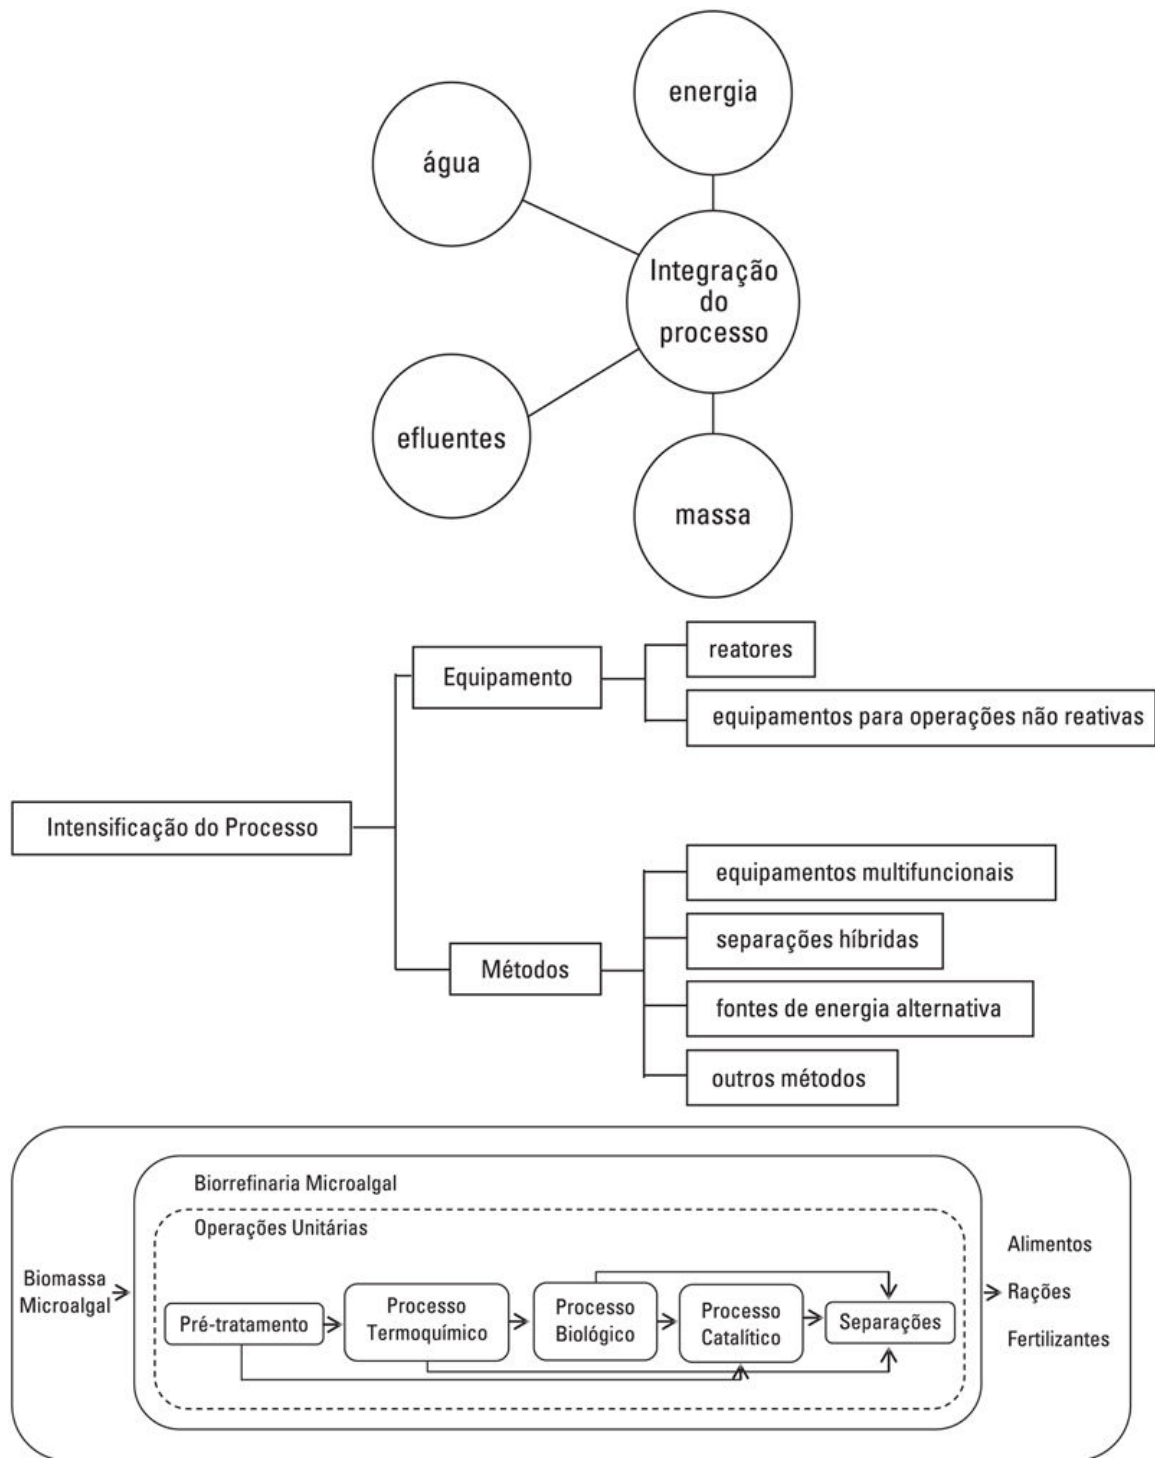 energia
água
Integração
do
processo
efluentes
massa
reatores
Equipamento
equipamentos para operações não reativas
Intensificação do Processo
equipamentos multifuncionais
separações híbridas
Métodos
fontes de energia alternativa
outros métodos
Biorrefinaria Microalgal
Operações Unitárias
Biomassa
Microalgal
Pré-tratamento
Processo
Termoquímico
Processo
Biológico
Processo
Catalítico
Separações
Alimentos
Rações
Fertilizantes